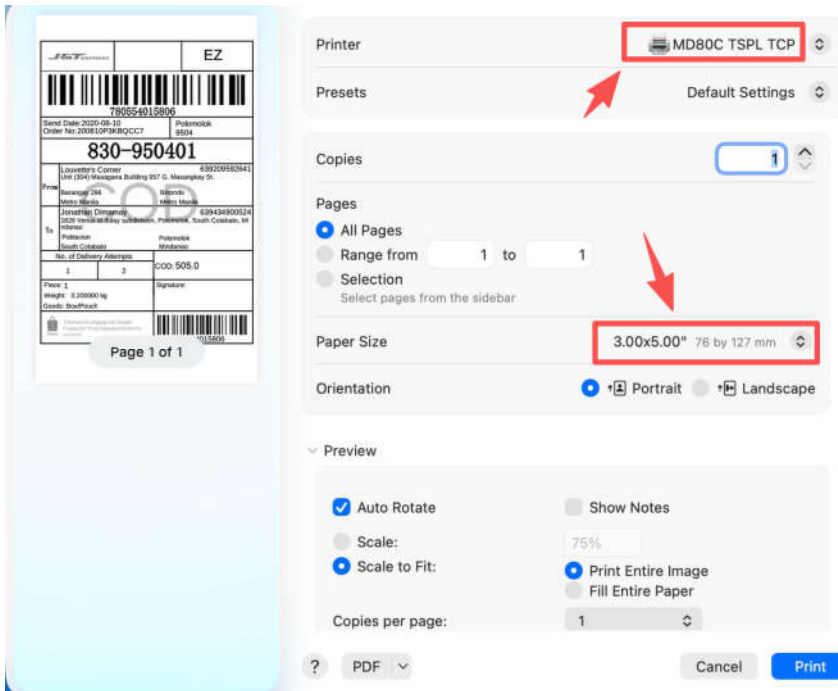 J&T EXPRESS
EZ
780554015806
Send Date:2020-08-10
Order No:200810P3KBQCC7
Polomolok
9504
830-950401
From
Louvette's Corner 639209592641
Unit (304) Masagana Building 957 G. Masangkay St.
Barangay 286 Binondo
Metro Manila Metro Manila
COD
To
Jonathan Dimamay 639434900524
Poblacion Polomolok
South Cotabato Mindanao
No. of Delivery Attempts
1 2
COD: 505.0
Piece: 1
Weight: 0.200000 kg
Goods: Box/Pouch
Signature:
Page 1 of 1
Printer
MD80C TSPL TCP
Presets
Default Settings
Copies
1
Pages
All Pages
Range from 1 to 1
Selection
Select pages from the sidebar
Paper Size
3.00x5.00" 76 by 127 mm
Orientation
Portrait Landscape
Preview
Auto Rotate
Show Notes
Scale:
75%
Scale to Fit:
Print Entire Image
Fill Entire Paper
Copies per page:
1
?
PDF
Cancel
Print